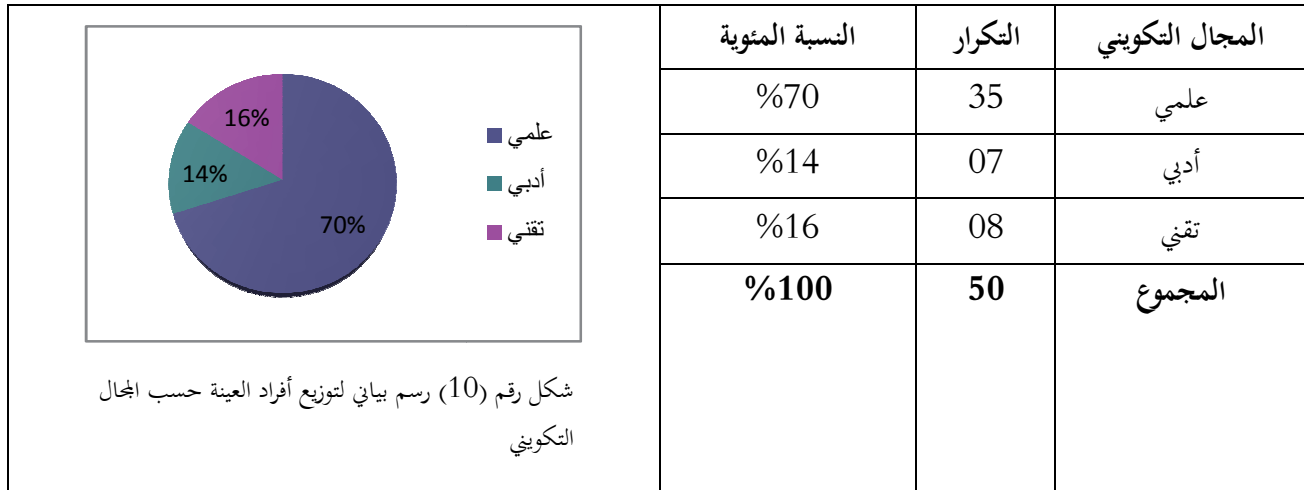 المجال التكويني التكرار النسبة المئوية
علمي 35 %70
أدبي 07 %14
تقني 08 %16
المجموع 50 %100
16%
14%
70%
علمي
أدبي
تقني
شكل رقم (10) رسم بياني لتوزيع أفراد العينة حسب المجال
التكويني